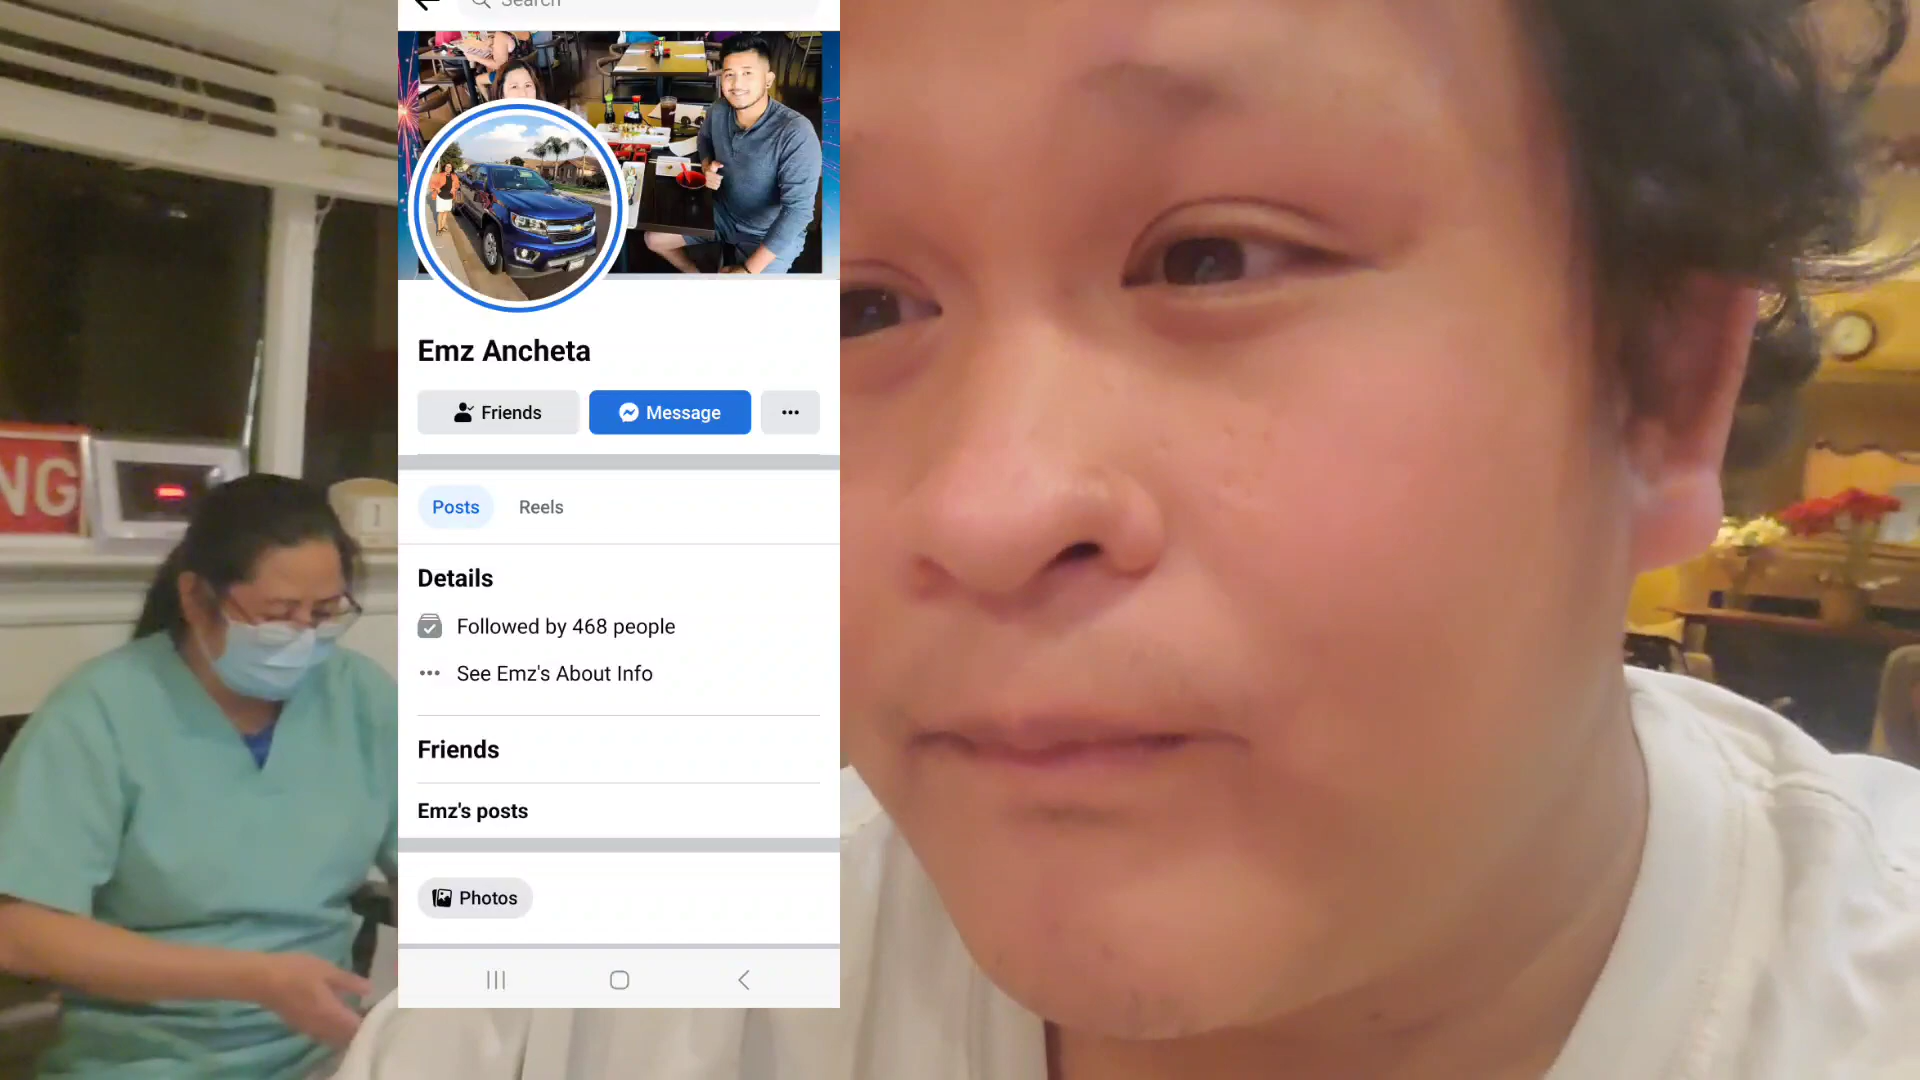 Search
Emz Ancheta
Friends
Message
Posts
Reels
Details
Followed by 468 people
See Emz's About Info
Friends
Emz's posts
Photos
NG